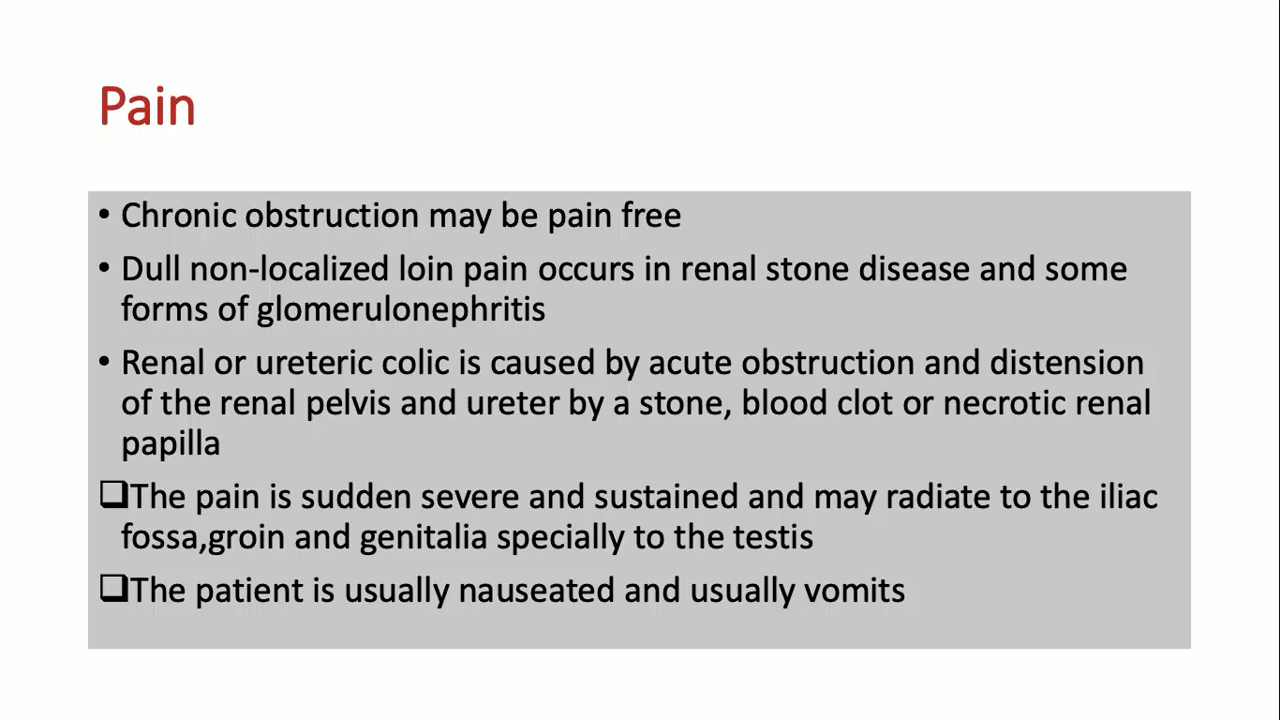 Pain
• Chronic obstruction may be pain free
• Dull non-localized loin pain occurs in renal stone disease and some
forms of glomerulonephritis
• Renal or ureteric colic is caused by acute obstruction and distension
of the renal pelvis and ureter by a stone, blood clot or necrotic renal
papilla
❑The pain is sudden severe and sustained and may radiate to the iliac
fossa,groin and genitalia specially to the testis
❑The patient is usually nauseated and usually vomits